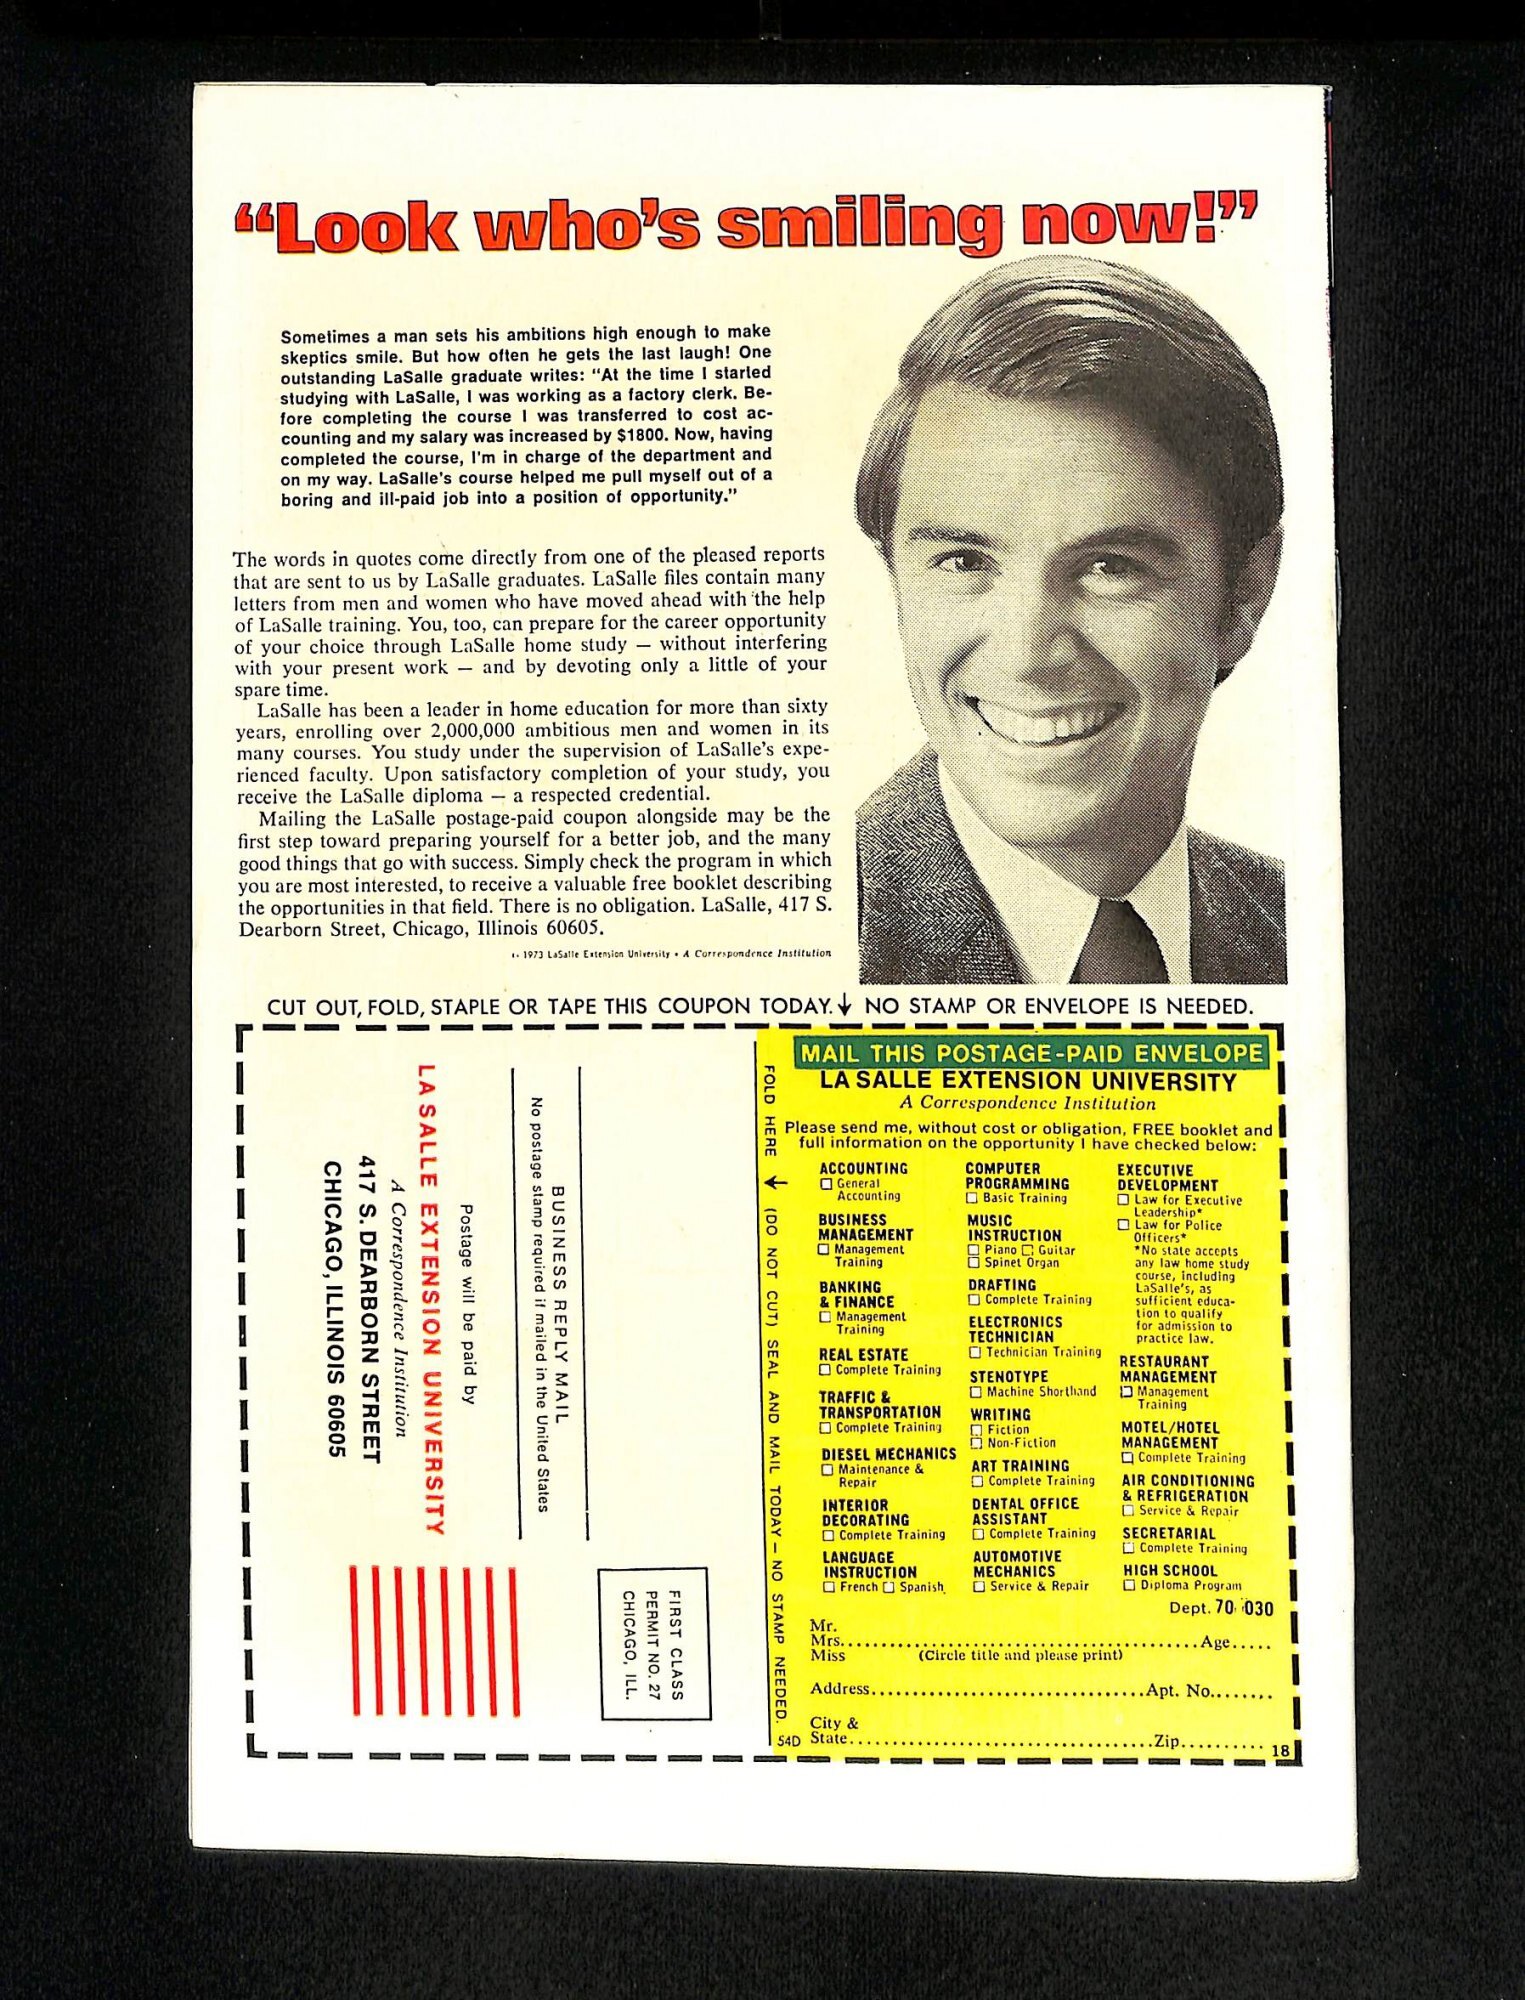 “Look who's smiling now!”
Sometimes a man sets his ambitions high enough to make
skeptics smile. But how often he gets the last laugh! One
outstanding LaSalle graduate writes: “At the time I started
studying with LaSalle, I was working as a factory clerk. Be-
fore completing the course I was transferred to cost ac-
counting and my salary was increased by $1800. Now, having
completed the course, I'm in charge of the department and
on my way. LaSalle's course helped me pull myself out of a
boring and ill-paid job into a position of opportunity.”
The words in quotes come directly from one of the pleased reports
that are sent to us by LaSalle graduates. LaSalle files contain many
letters from men and women who have moved ahead with the help
of LaSalle training. You, too, can prepare for the career opportunity
of your choice through LaSalle home study — without interfering
with your present work — and by devoting only a little of your
spare time.
LaSalle has been a leader in home education for more than sixty
years, enrolling over 2,000,000 ambitious men and women in its
many courses. You study under the supervision of LaSalle's expe-
rienced faculty. Upon satisfactory completion of your study, you
receive the LaSalle diploma — a respected credential.
Mailing the LaSalle postage-paid coupon alongside may be the
first step toward preparing yourself for a better job, and the many
good things that go with success. Simply check the program in which
you are most interested, to receive a valuable free booklet describing
the opportunities in that field. There is no obligation. LaSalle, 417 S.
Dearborn Street, Chicago, Illinois 60605.
1973 LaSalle Extension University • A Correspondence Institution
CUT OUT, FOLD, STAPLE OR TAPE THIS COUPON TODAY.↓ NO STAMP OR ENVELOPE IS NEEDED.
FIRST CLASS
PERMIT NO. 27
CHICAGO, ILL.
BUSINESS REPLY MAIL
No postage stamp required if mailed in the United States
Postage will be paid by
LA SALLE EXTENSION UNIVERSITY
A Correspondence Institution
417 S. DEARBORN STREET
CHICAGO, ILLINOIS 60605
FOLD HERE ↓ (DO NOT CUT) SEAL AND MAIL TODAY — NO STAMP NEEDED.
MAIL THIS POSTAGE-PAID ENVELOPE
LA SALLE EXTENSION UNIVERSITY
A Correspondence Institution
Please send me, without cost or obligation, FREE booklet and
full information on the opportunity I have checked below:
ACCOUNTING
☐ General
Accounting
BUSINESS
MANAGEMENT
☐ Management
Training
BANKING
& FINANCE
☐ Management
Training
REAL ESTATE
☐ Complete Training
TRAFFIC &
TRANSPORTATION
☐ Complete Training
DIESEL MECHANICS
☐ Maintenance &
Repair
INTERIOR
DECORATING
☐ Complete Training
LANGUAGE
INSTRUCTION
☐ French ☐ Spanish
COMPUTER
PROGRAMMING
☐ Basic Training
MUSIC
INSTRUCTION
☐ Piano ☐ Guitar
☐ Spinet Organ
DRAFTING
☐ Complete Training
ELECTRONICS
TECHNICIAN
☐ Technician Training
STENOTYPE
☐ Machine Shorthand
WRITING
☐ Fiction
☐ Non-Fiction
ART TRAINING
☐ Complete Training
DENTAL OFFICE
ASSISTANT
☐ Complete Training
AUTOMOTIVE
MECHANICS
☐ Service & Repair
EXECUTIVE
DEVELOPMENT
☐ Law for Executive
Leadership*
☐ Law for Police
Officers*
*No state accepts
any law home study
course, including
LaSalle's, as
sufficient educa-
tion to qualify
for admission to
practice law.
RESTAURANT
MANAGEMENT
☐ Management
Training
MOTEL/HOTEL
MANAGEMENT
☐ Complete Training
AIR CONDITIONING
& REFRIGERATION
☐ Service & Repair
SECRETARIAL
☐ Complete Training
HIGH SCHOOL
☐ Diploma Program
Dept. 70-030
Mr.
Mrs. Age
Miss (Circle title and please print)
Address Apt. No.
City &
State Zip
54D
18